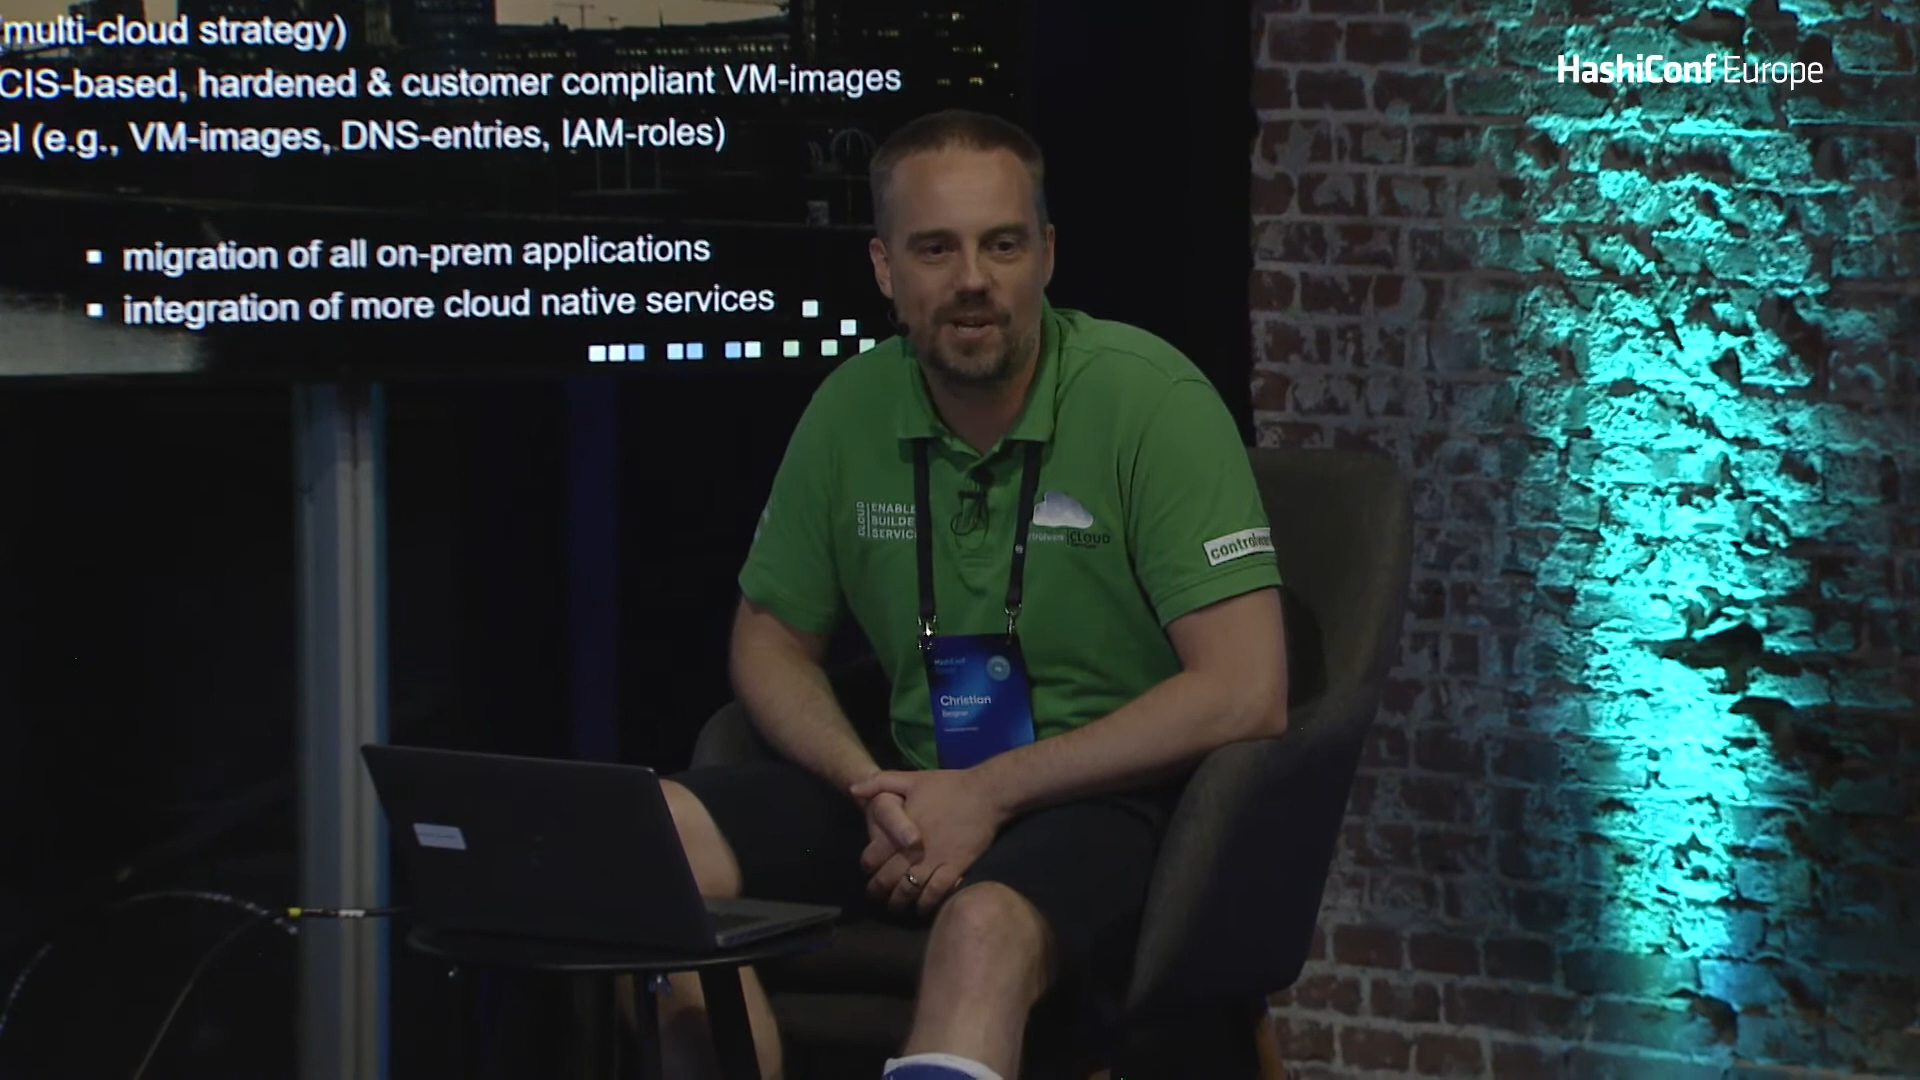 (multi-cloud strategy)
CIS-based, hardened & customer compliant VM-images
el (e.g., VM-images, DNS-entries, IAM-roles)
▪ migration of all on-prem applications
▪ integration of more cloud native services
HashiConf Europe
CLOUD
ENABLE
BUILDE
SERVIC
CLOUD
Christian